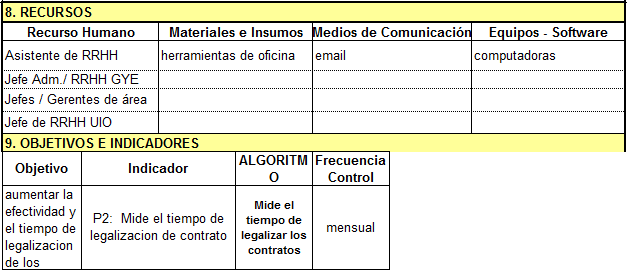 8. RECURSOS
Recurso Humano Materiales e Insumos Medios de Comunicación Equipos - Software
Asistente de RRHH herramientas de oficina email computadoras
Jefe Adm./ RRHH GYE
Jefes / Gerentes de área
Jefe de RRHH UIO
9. OBJETIVOS E INDICADORES
Objetivo Indicador ALGORITM
O Frecuencia
Control
aumentar la
efectividad y
el tiempo de
legalizacion
de los
P2: Mide el tiempo de
legalizacion de contrato
Mide el
tiempo de
legalizar los
contratos
mensual